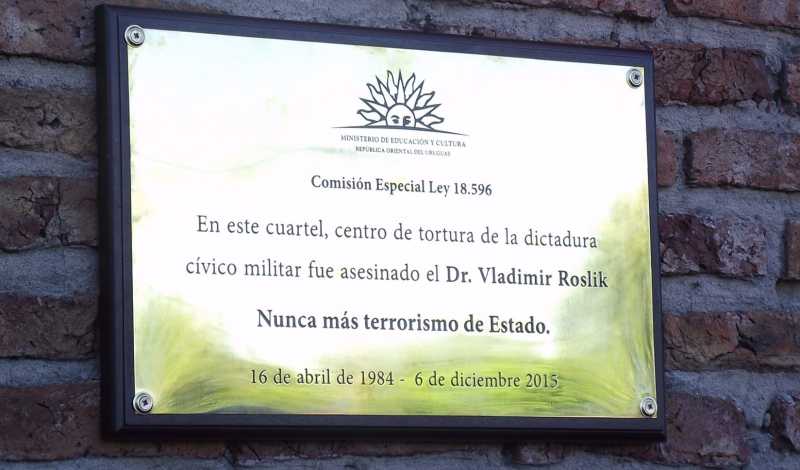 MINISTERIO DE EDUCACIÓN Y CULTURA
REPÚBLICA ORIENTAL DEL URUGUAY
Comisión Especial Ley 18.596
En este cuartel, centro de tortura de la dictadura
cívico militar fue asesinado el Dr. Vladimir Roslik
Nunca más terrorismo de Estado.
16 de abril de 1984 - 6 de diciembre 2015